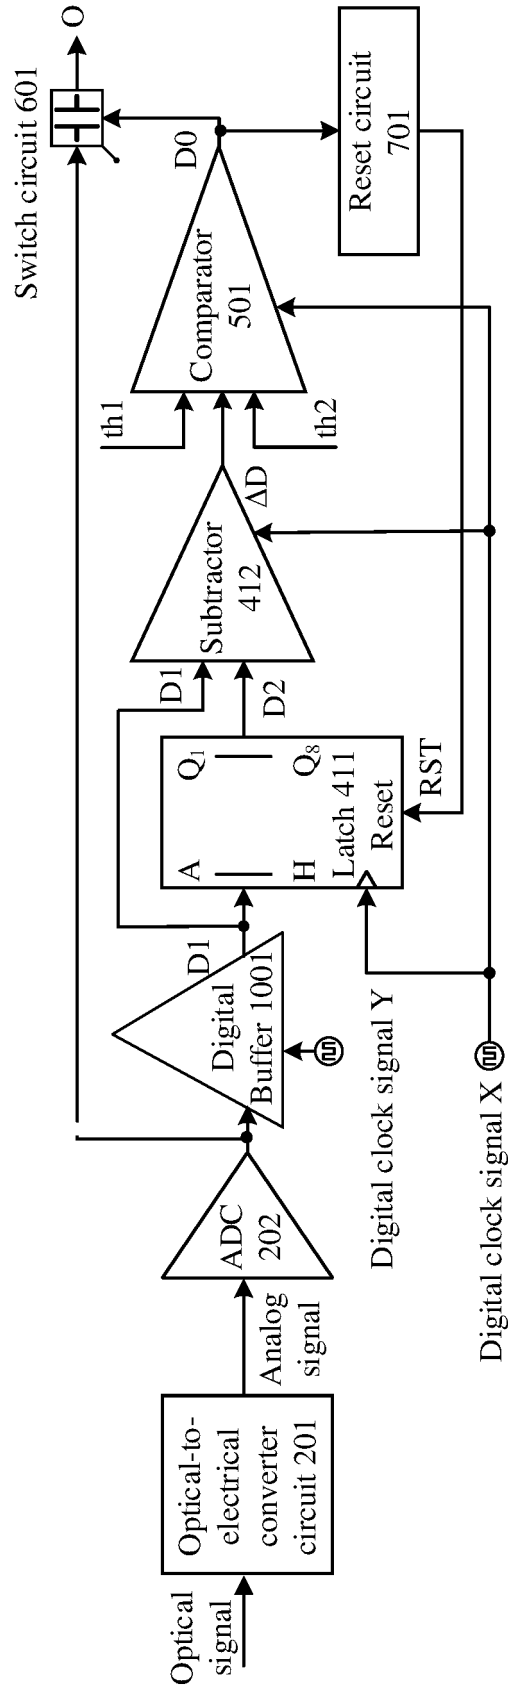 Optical
signal
Optical-to-
electrical
converter
circuit 201
Analog
signal
ADC
202
Digital
Buffer 1001
D1
Digital clock signal Y
Digital clock signal X
A
H
Q₁
Q₈
Latch 411
Reset
RST
D1
D2
Subtractor
412
ΔD
th1
th2
Comparator
501
D0
Reset circuit
701
Switch circuit 601
O